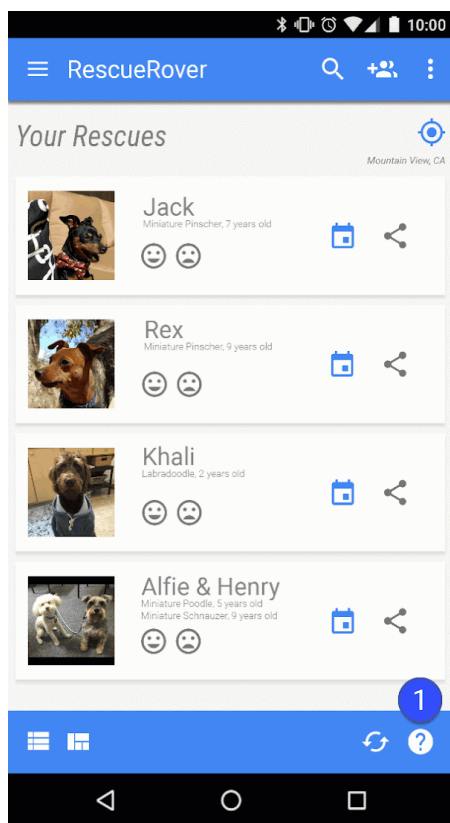 10:00
RescueRover
Your Rescues
Mountain View, CA
Jack
Miniature Pinscher, 7 years old
Rex
Miniature Pinscher, 9 years old
Khali
Labradoodle, 2 years old
Alfie & Henry
Miniature Poodle, 5 years old
Miniature Schnauzer, 9 years old
1
?